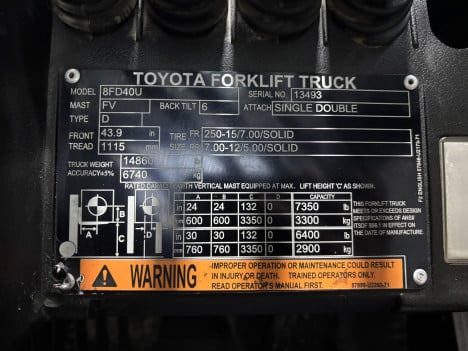 TOYOTA FORKLIFT TRUCK
MODEL 8FD40U SERIAL NO. 13493
MAST FV BACK TILT 6 ATTACH SINGLE DOUBLE
TYPE D
FRONT 43.9 in TIRE FR 250-15/7.00/SOLID
TREAD 1115 mm SIZE RR 7.00-12/5.00/SOLID
TRUCK WEIGHT 14860 lb
ACCURACY±5% 6740
RATED CAPACITY WITH VERTICAL MAST EQUIPPED AT MAX. LIFT HEIGHT 'C' AS SHOWN.
A B C D CAPACITY
in 24 24 132 0 7350 lb
mm 600 600 3350 0 3300 kg
in 30 30 132 0 6400 lb
mm 760 760 3350 0 2900 kg
THIS FORKLIFT TRUCK
MEETS OR EXCEEDS DESIGN
SPECIFICATIONS OF ANSI
ITSDF B56.1 EFFECT ON THE
DATE OF MANUFACTURE.
WARNING
IMPROPER OPERATION OR MAINTENANCE COULD RESULT
IN INJURY OR DEATH. TRAINED OPERATORS ONLY.
READ OPERATOR'S MANUAL FIRST.